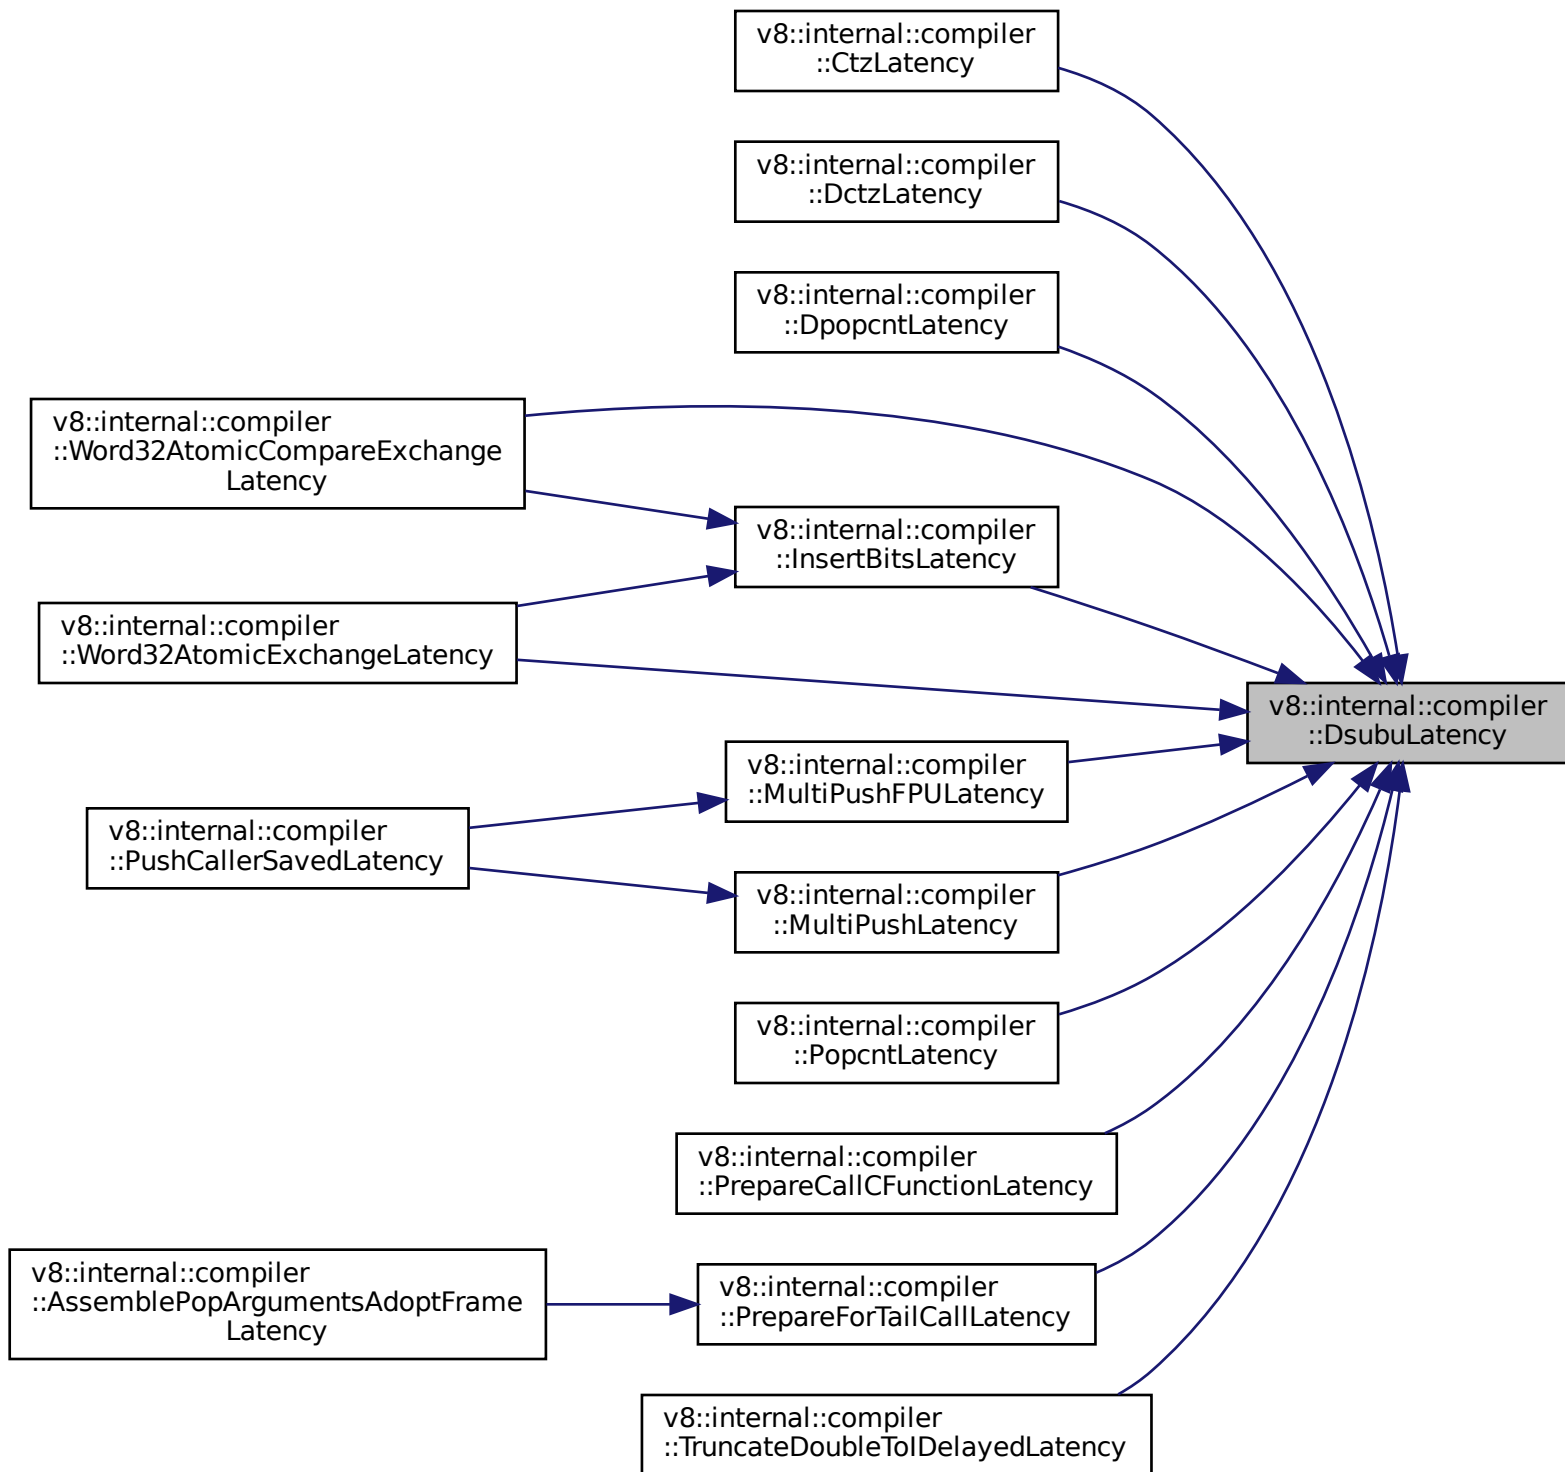 v8::internal::compiler
::CtzLatency
v8::internal::compiler
::DctzLatency
v8::internal::compiler
::DpopcntLatency
v8::internal::compiler
::Word32AtomicCompareExchange
Latency
v8::internal::compiler
::InsertBitsLatency
v8::internal::compiler
::Word32AtomicExchangeLatency
v8::internal::compiler
::DsubuLatency
v8::internal::compiler
::MultiPushFPULatency
v8::internal::compiler
::PushCallerSavedLatency
v8::internal::compiler
::MultiPushLatency
v8::internal::compiler
::PopcntLatency
v8::internal::compiler
::PrepareCallCFunctionLatency
v8::internal::compiler
::AssemblePopArgumentsAdoptFrame
Latency
v8::internal::compiler
::PrepareForTailCallLatency
v8::internal::compiler
::TruncateDoubleToIDelayedLatency